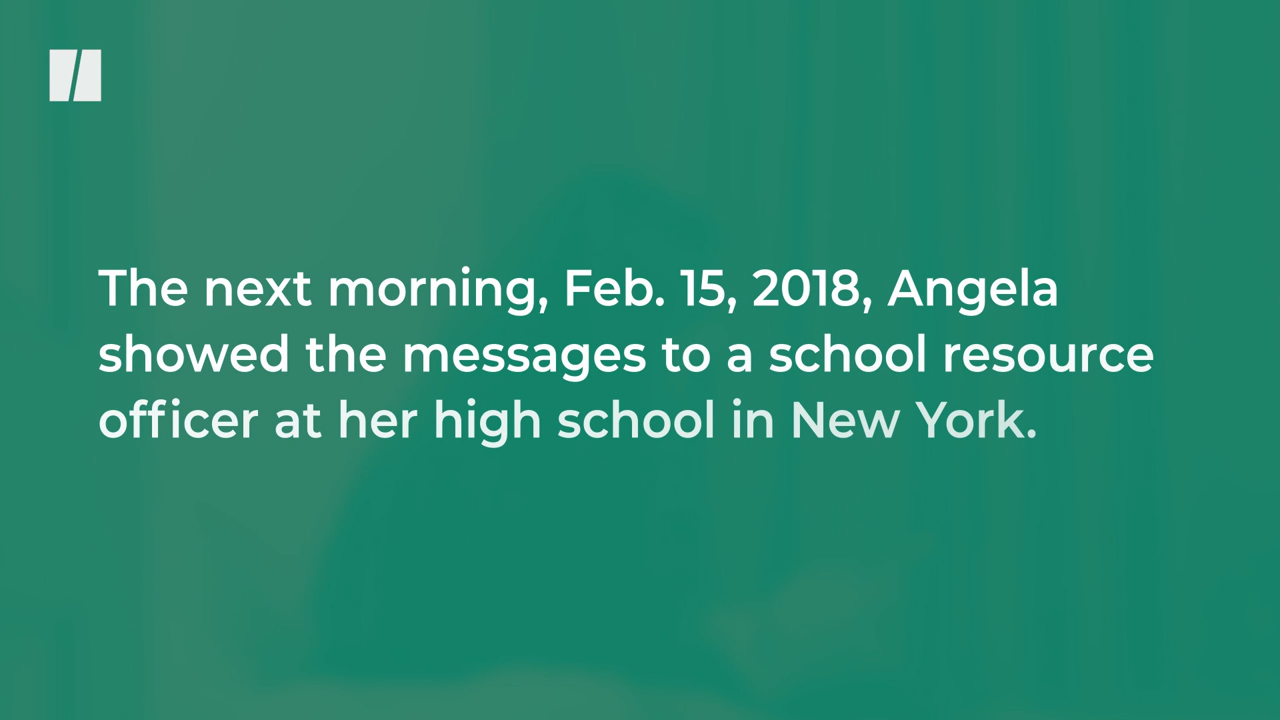 The next morning, Feb. 15, 2018, Angela
showed the messages to a school resource
officer at her high school in New York.